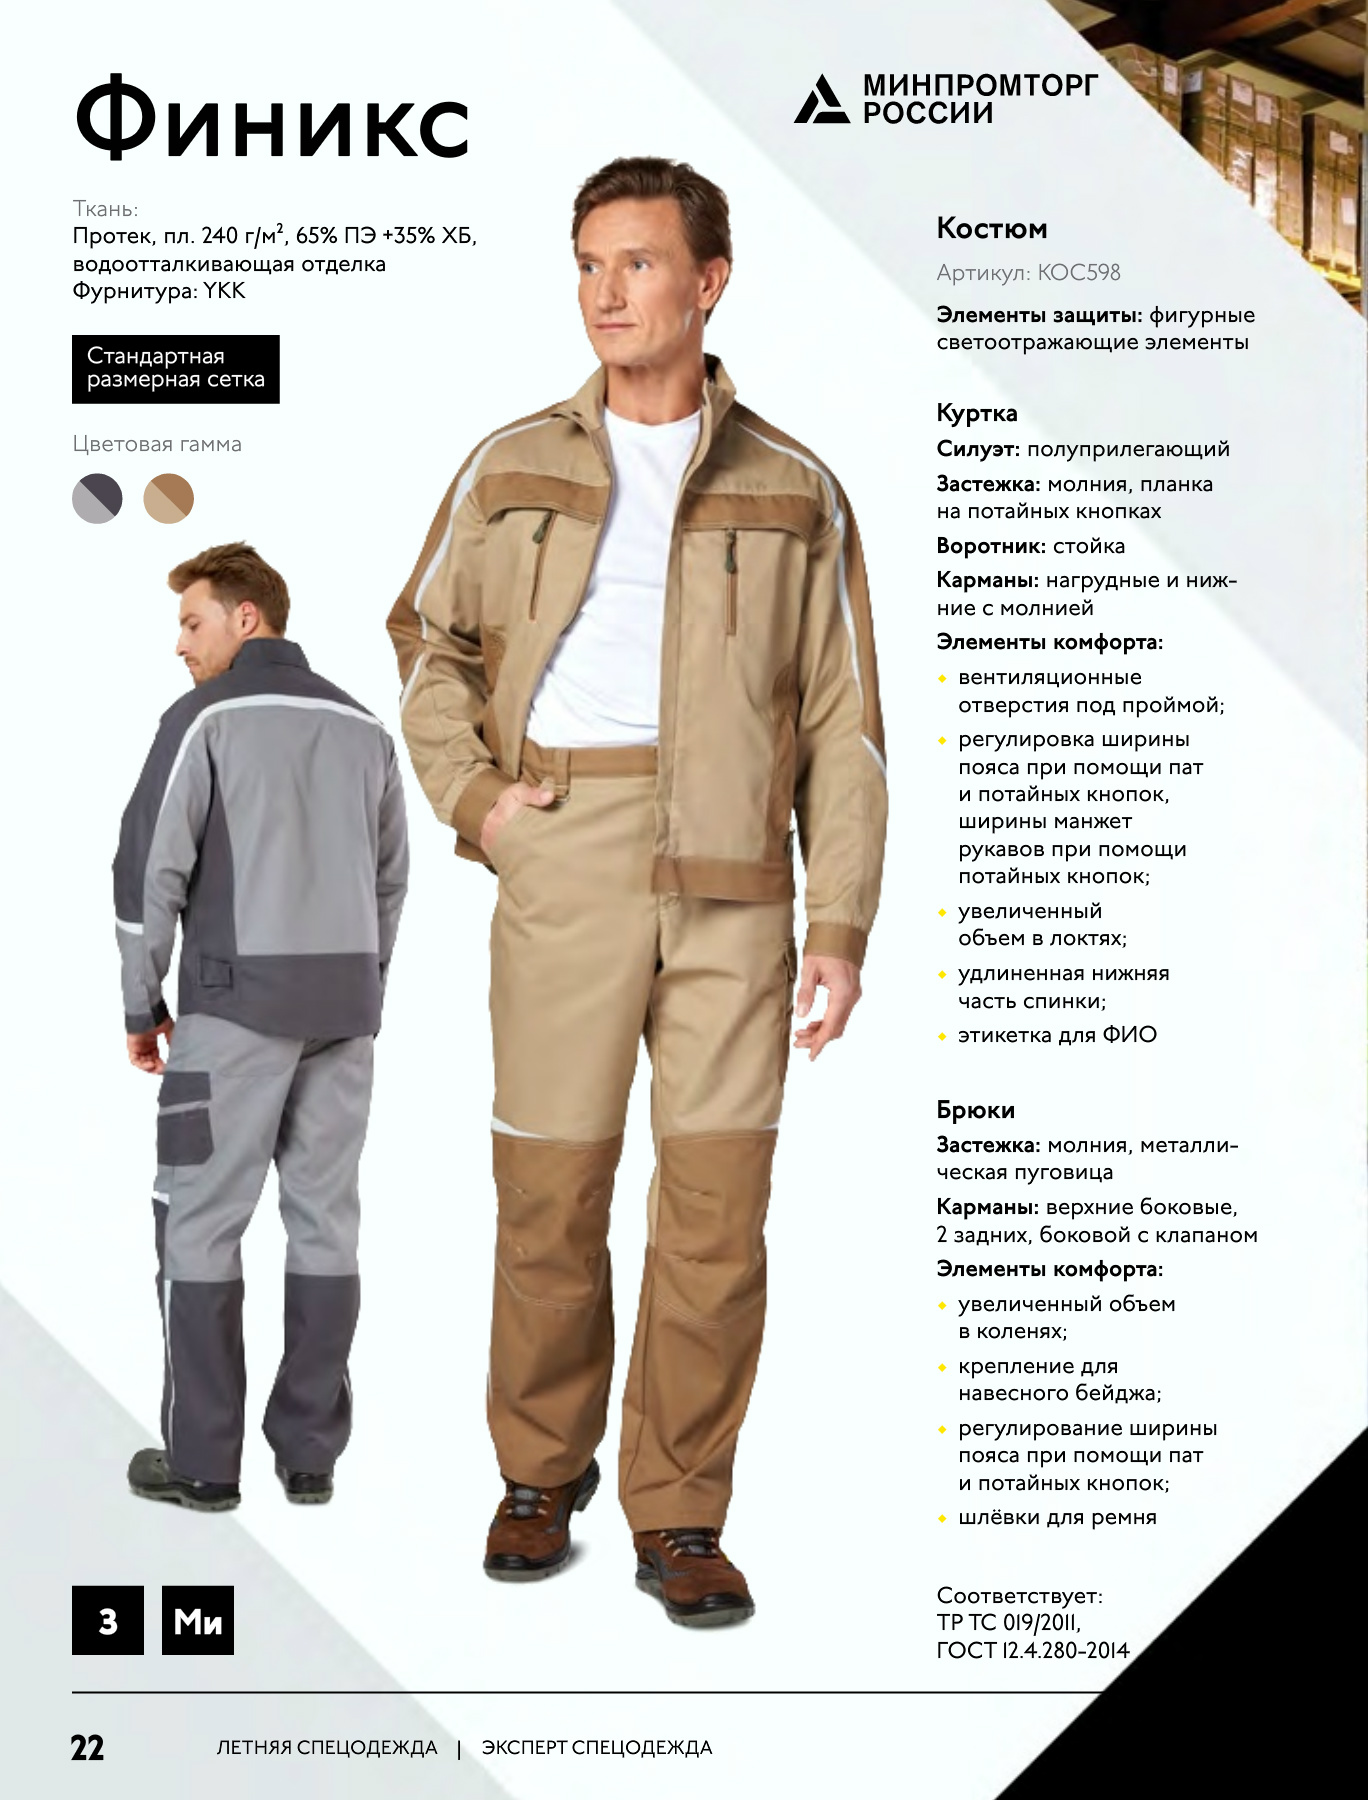 Финикс
МИНПРОМТОРГ
РОССИИ
Ткань:
Протек, пл. 240 г/м², 65% ПЭ +35% ХБ,
водоотталкивающая отделка
Фурнитура: YKK
Стандартная
размерная сетка
Цветовая гамма
Костюм
Артикул: КОС598
Элементы защиты: фигурные
светоотражающие элементы
Куртка
Силуэт: полуприлегающий
Застежка: молния, планка
на потайных кнопках
Воротник: стойка
Карманы: нагрудные и ниж-
ние с молнией
Элементы комфорта:
вентиляционные
отверстия под проймой;
регулировка ширины
пояса при помощи пат
и потайных кнопок,
ширины манжет
рукавов при помощи
потайных кнопок;
увеличенный
объем в локтях;
удлиненная нижняя
часть спинки;
этикетка для ФИО
Брюки
Застежка: молния, металли-
ческая пуговица
Карманы: верхние боковые,
2 задних, боковой с клапаном
Элементы комфорта:
увеличенный объем
в коленях;
крепление для
навесного бейджа;
регулирование ширины
пояса при помощи пат
и потайных кнопок;
шлёвки для ремня
Соответствует:
ТР ТС 019/2011,
ГОСТ 12.4.280-2014
З
Ми
22
ЛЕТНЯЯ СПЕЦОДЕЖДА | ЭКСПЕРТ СПЕЦОДЕЖДА